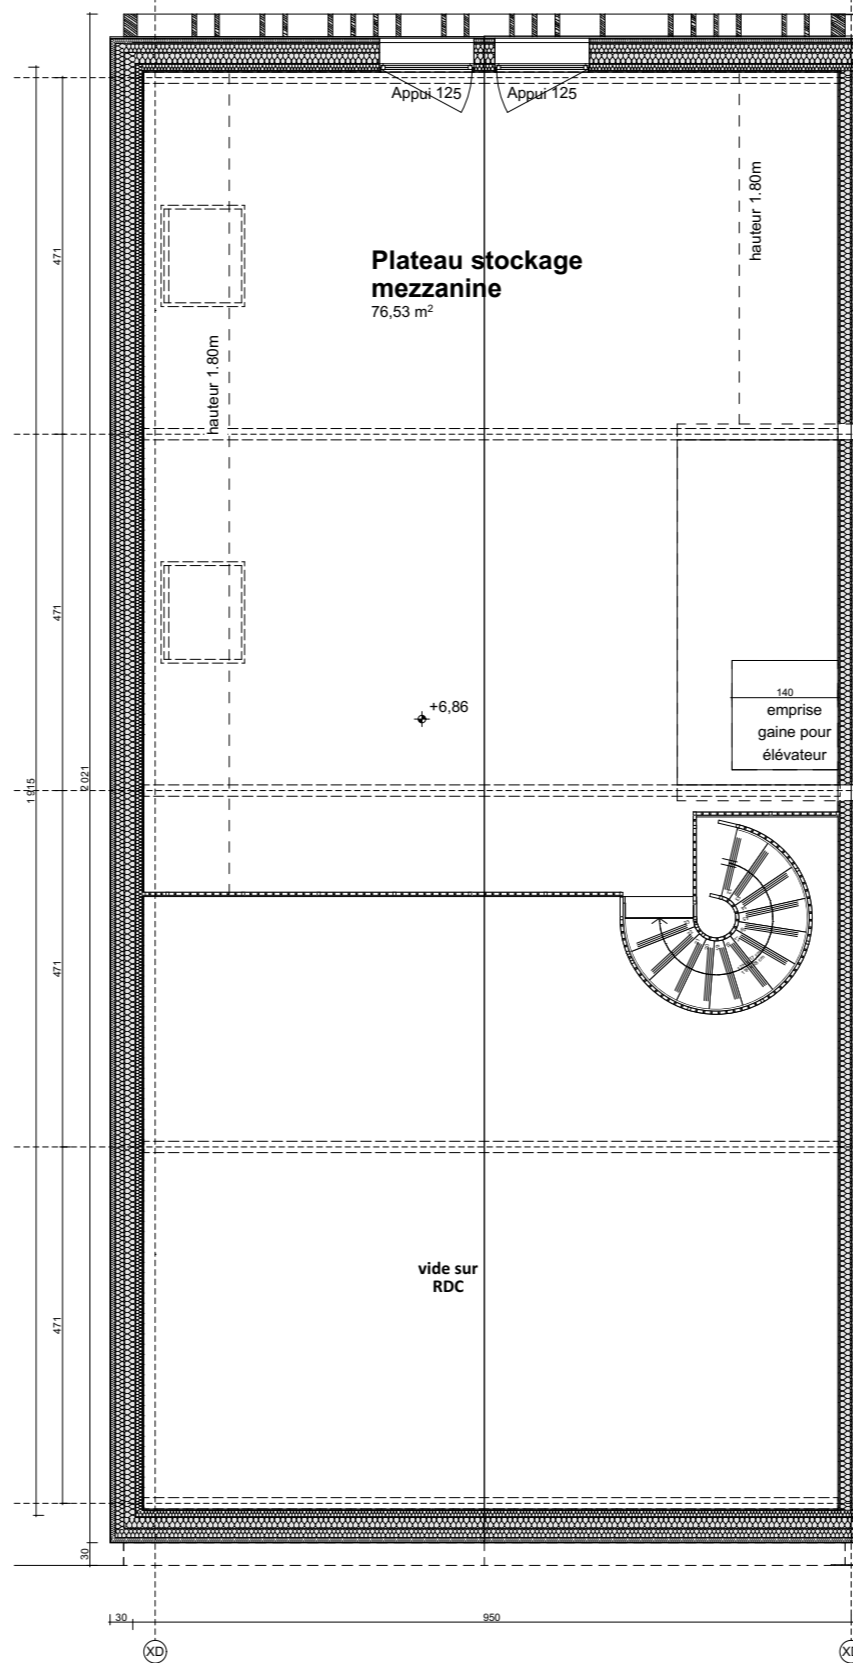 Appui 125
Appui 125
hauteur 1.80m
471
Plateau stockage
mezzanine
76,53 m²
hauteur 1.80m
471
140
emprise
gaine pour
élévateur
+6,86
1915
2021
471
vide sur
RDC
471
30
30
950
XD